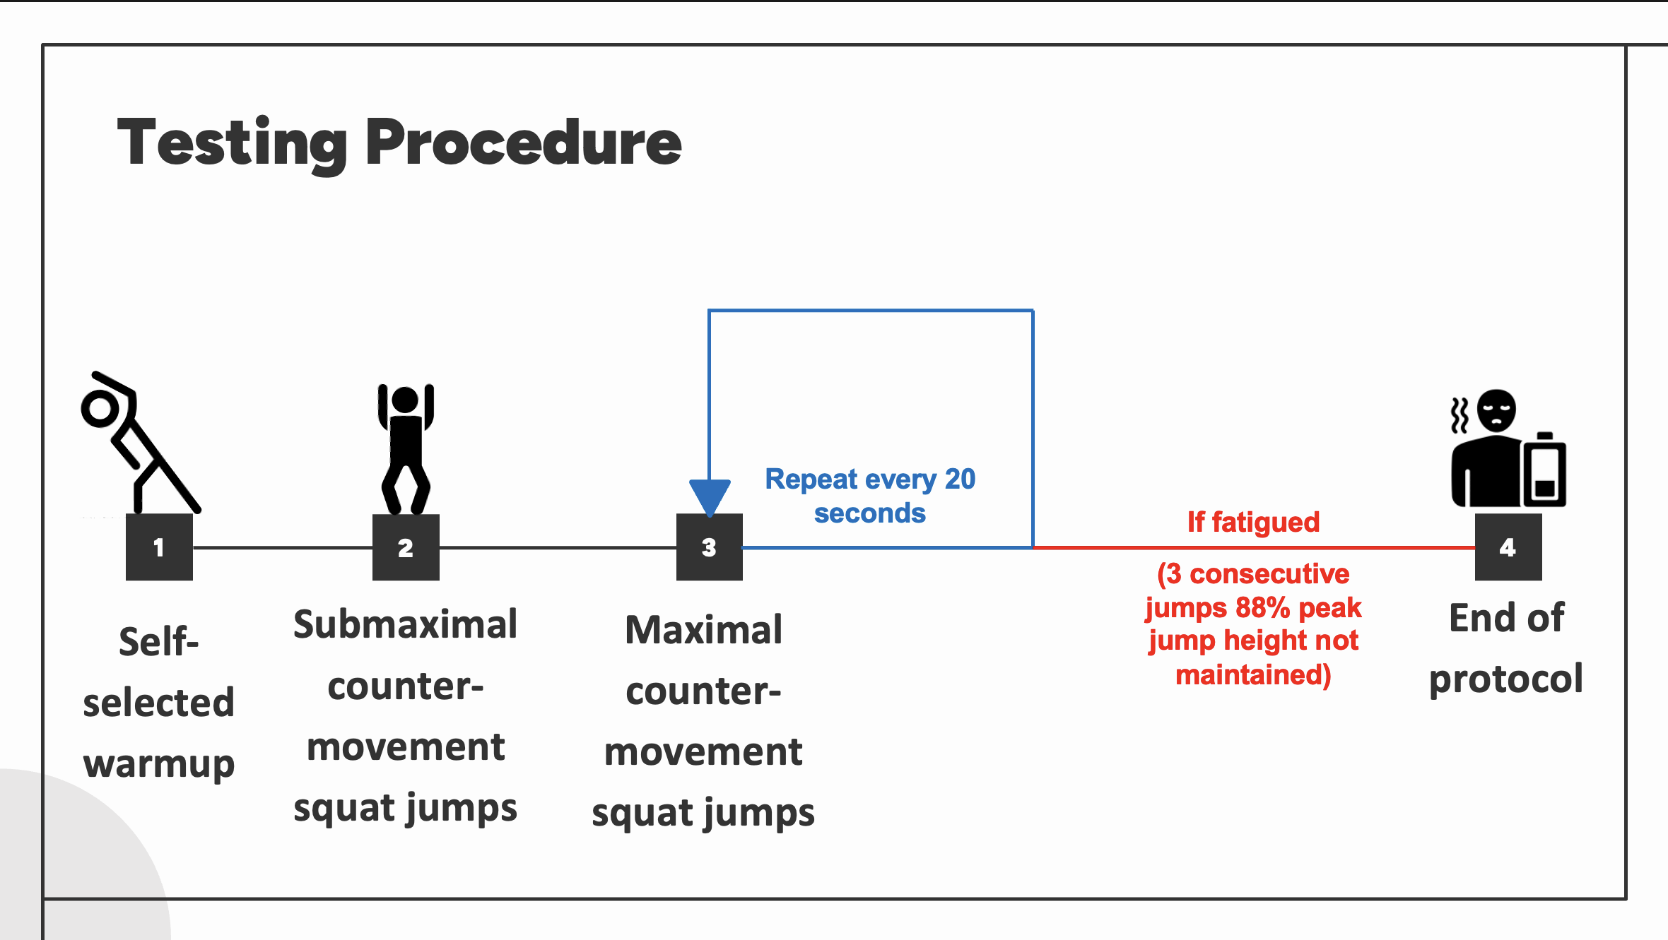 Testing Procedure
Repeat every 20
seconds
If fatigued
(3 consecutive
jumps 88% peak
jump height not
maintained)
1
Self-
selected
warmup
2
Submaximal
counter-
movement
squat jumps
3
Maximal
counter-
movement
squat jumps
4
End of
protocol